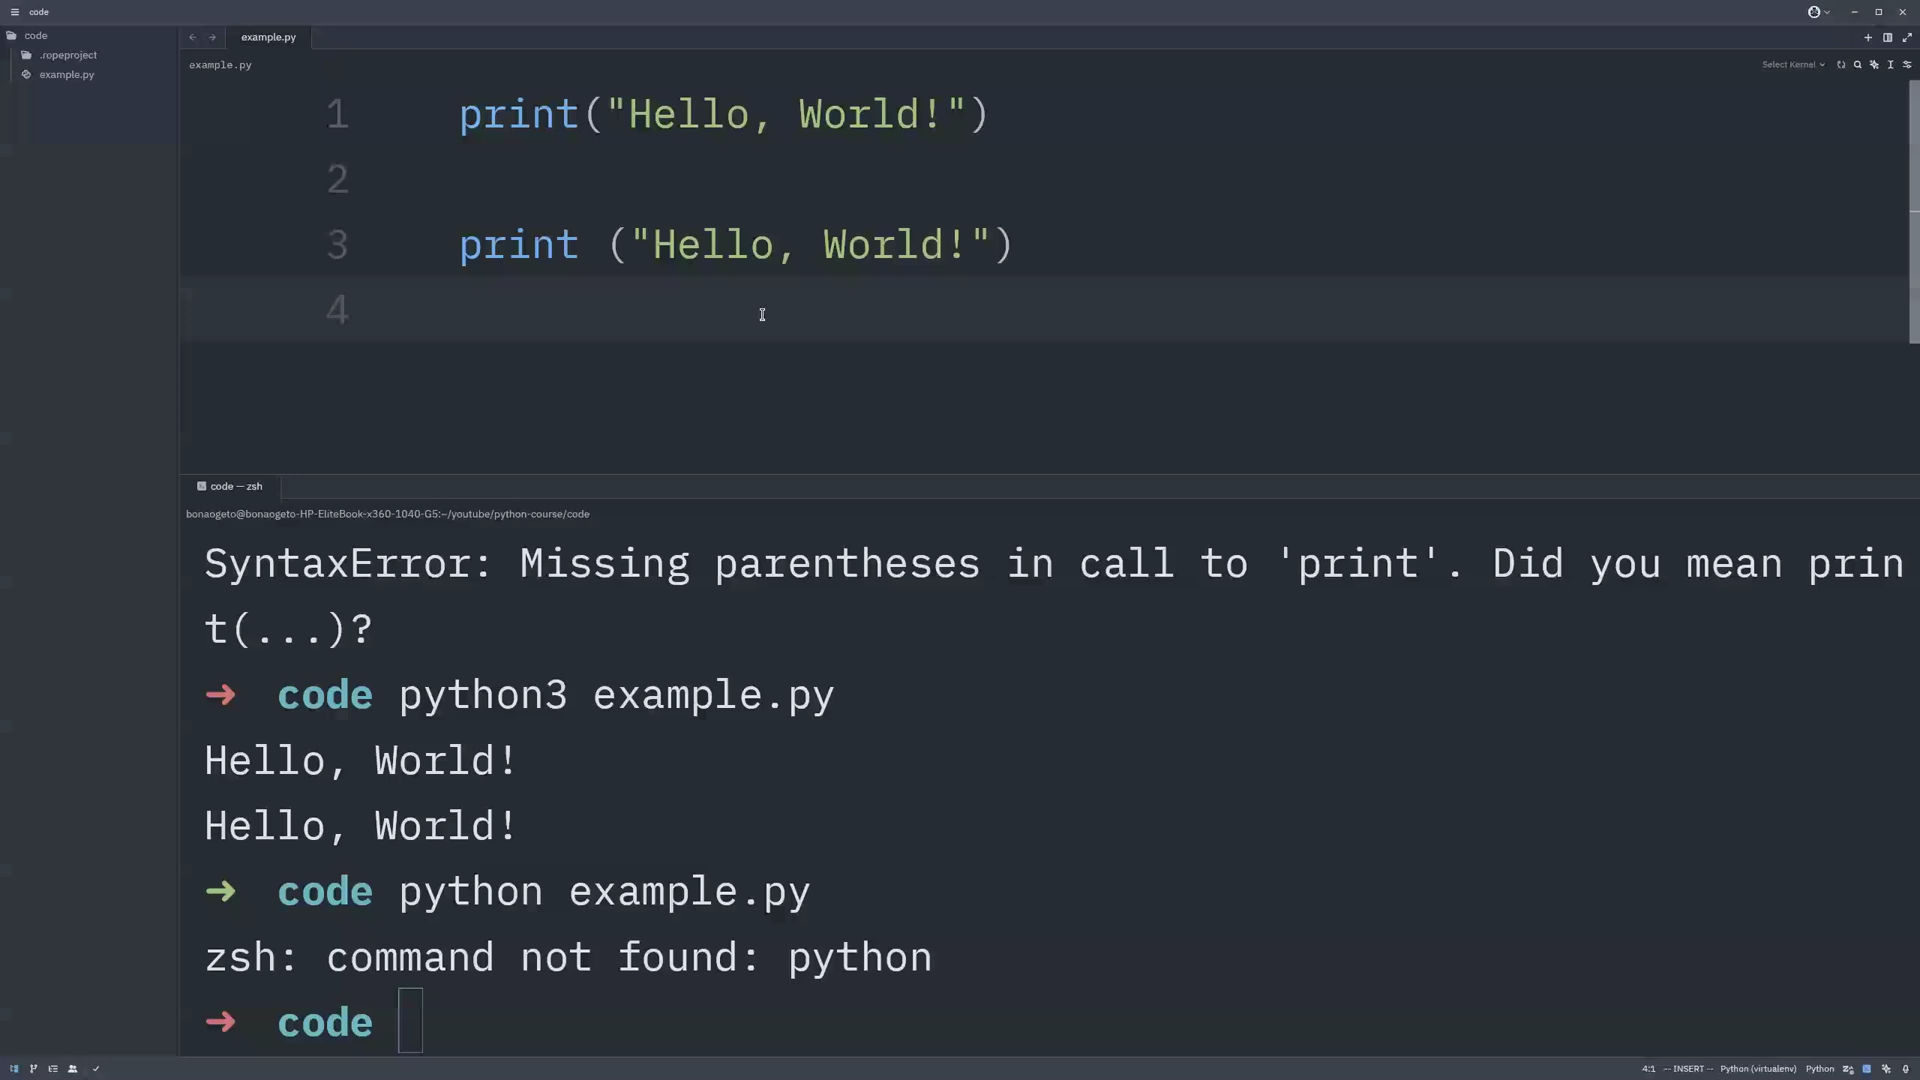 code
code
.ropeproject
example.py
example.py
example.py
Select Kernel
1 print("Hello, World!")
2
3 print ("Hello, World!")
4
code — zsh
bonaogeto@bonaogeto-HP-EliteBook-x360-1040-G5:~/youtube/python-course/code
SyntaxError: Missing parentheses in call to 'print'. Did you mean prin
t(...)?
➜ code python3 example.py
Hello, World!
Hello, World!
➜ code python example.py
zsh: command not found: python
➜ code
4:1 -- INSERT -- Python (virtualenv) Python